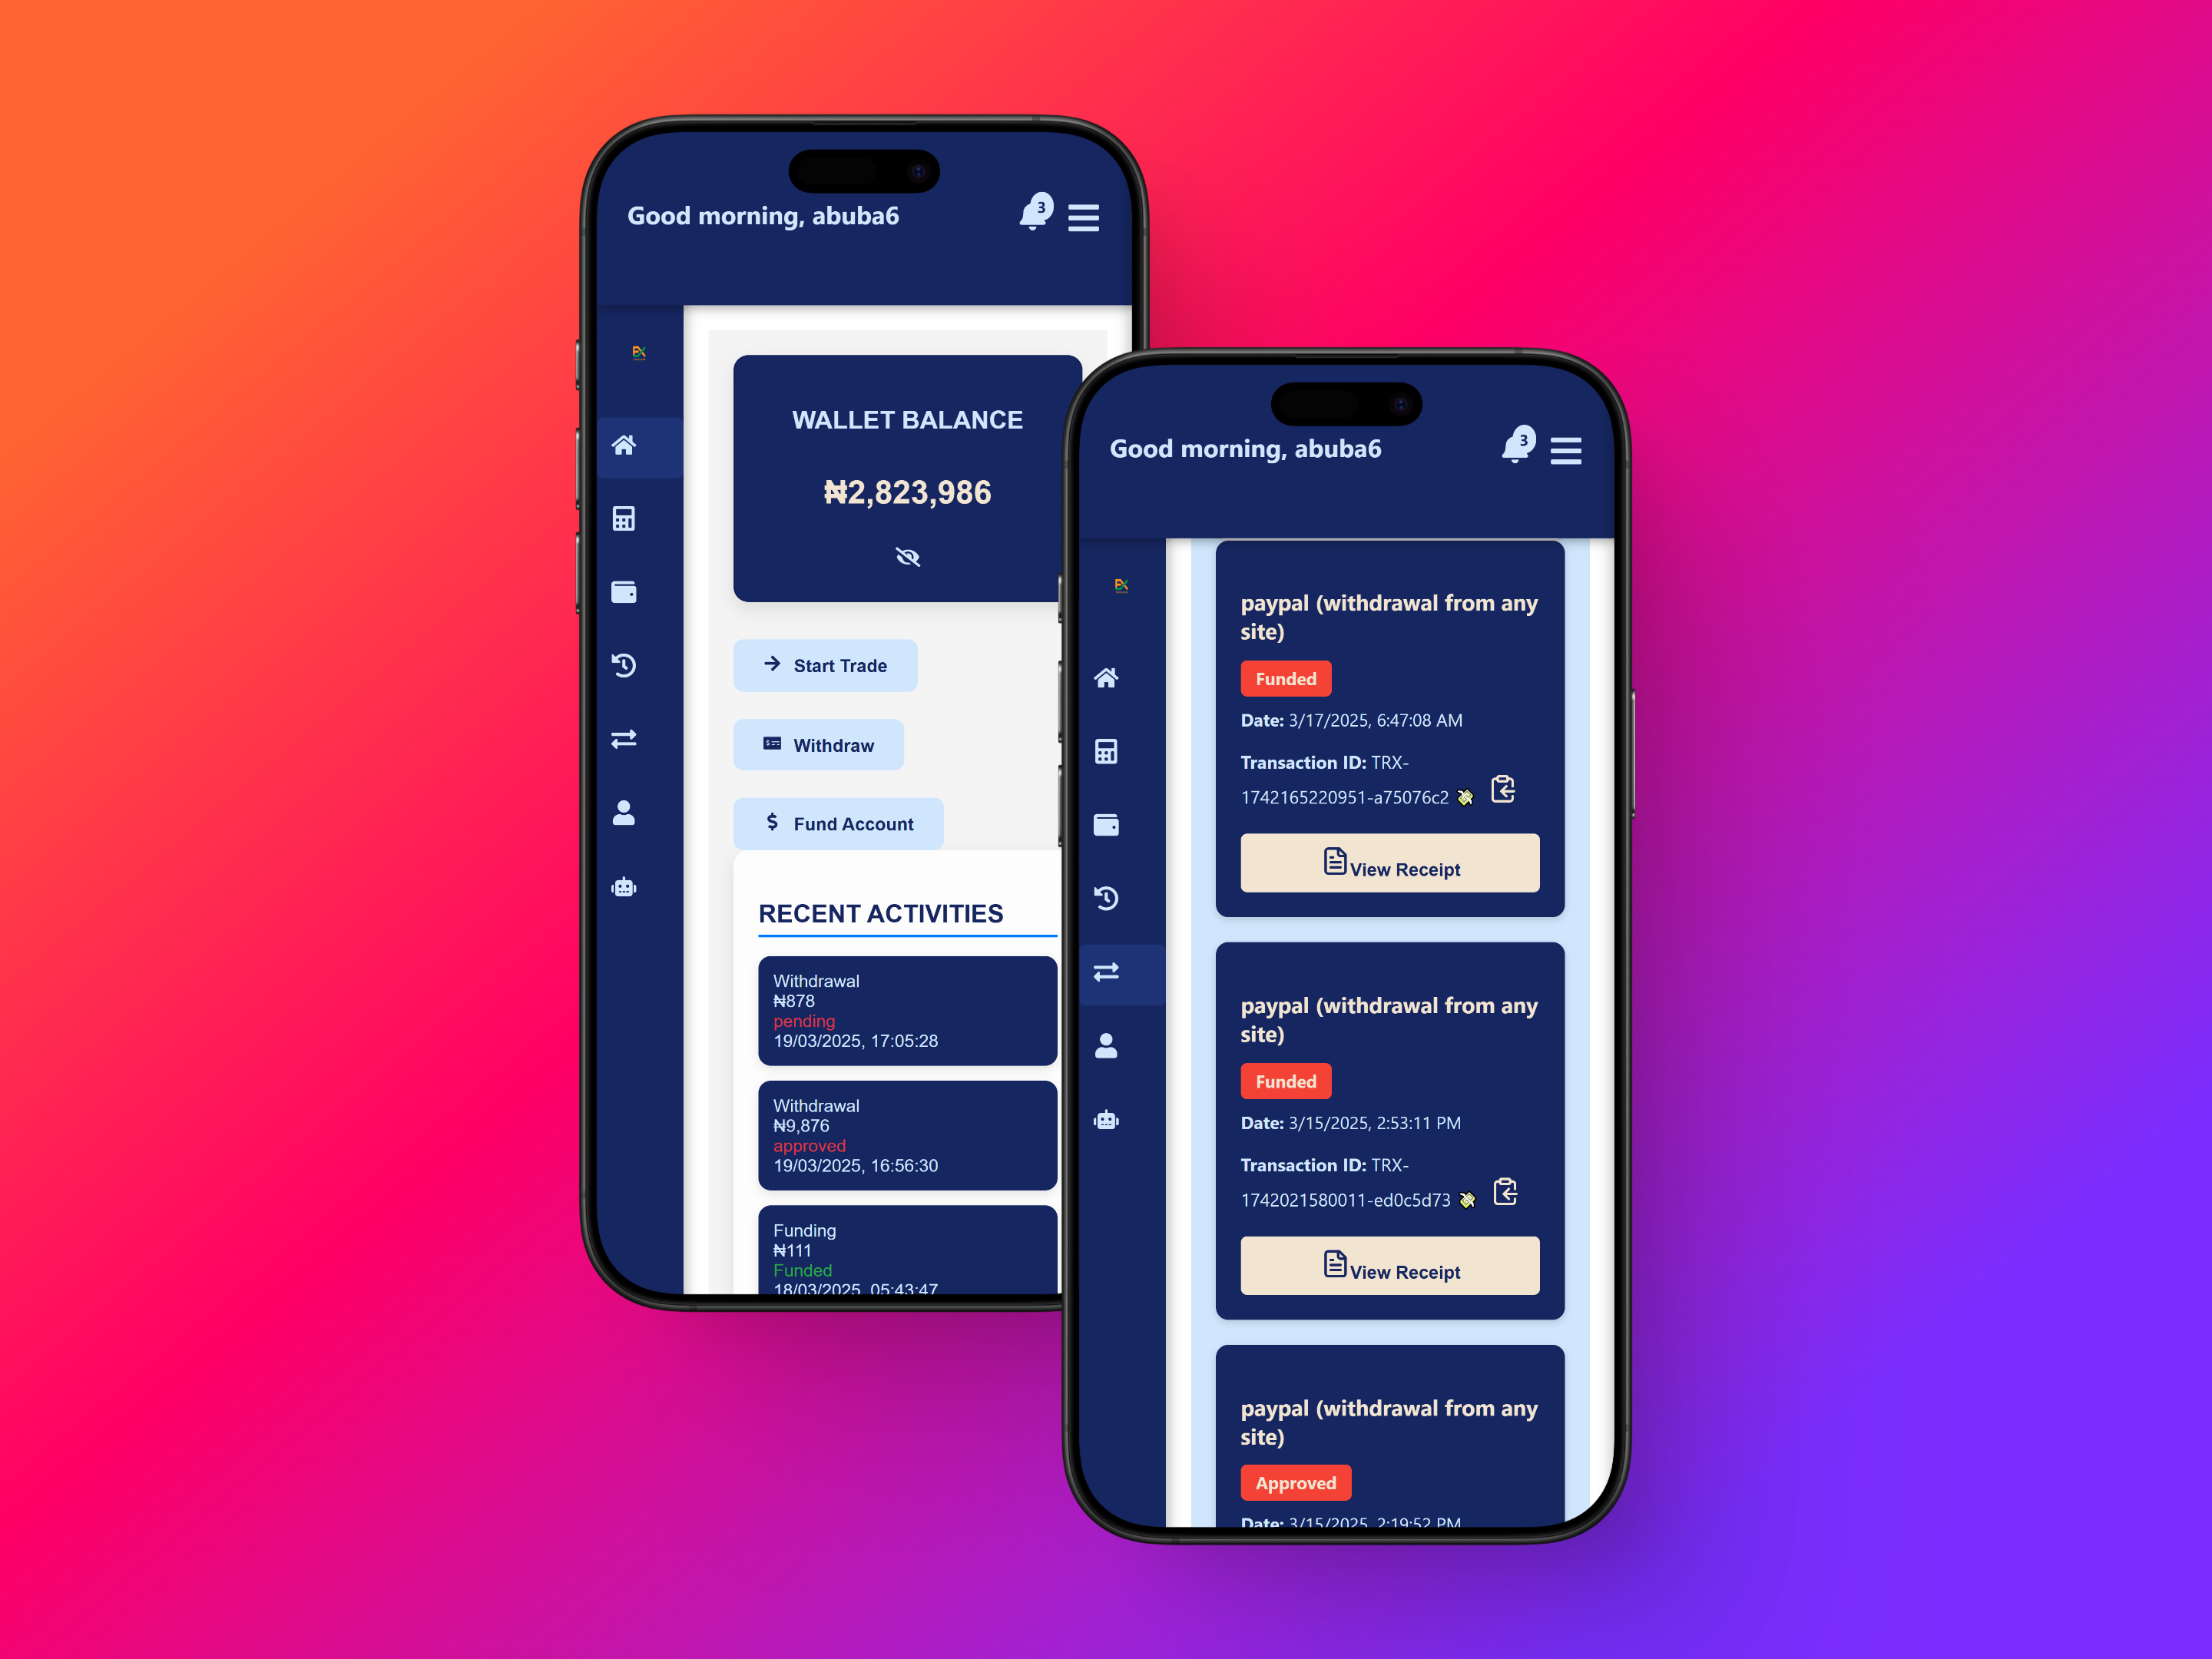 Good morning, abuba6
3
EX
WALLET BALANCE
₦2,823,986
Start Trade
Withdraw
Fund Account
RECENT ACTIVITIES
Withdrawal
₦878
pending
19/03/2025, 17:05:28
Withdrawal
₦9,876
approved
19/03/2025, 16:56:30
Funding
₦111
Funded
18/03/2025, 05:43:47
Good morning, abuba6
3
EX
paypal (withdrawal from any
site)
Funded
Date: 3/17/2025, 6:47:08 AM
Transaction ID: TRX-
1742165220951-a75076c2 💸
View Receipt
paypal (withdrawal from any
site)
Funded
Date: 3/15/2025, 2:53:11 PM
Transaction ID: TRX-
1742021580011-ed0c5d73 💸
View Receipt
paypal (withdrawal from any
site)
Approved
Date: 3/15/2025, 2:19:52 PM